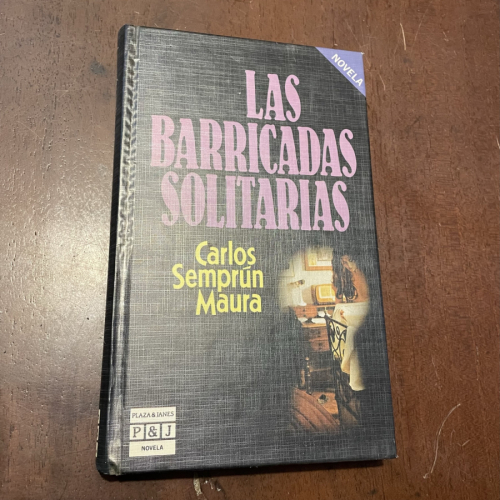 NOVELA
LAS
BARRICADAS
SOLITARIAS
Carlos
Semprún
Maura
PLAZA & JANES
P & J
NOVELA